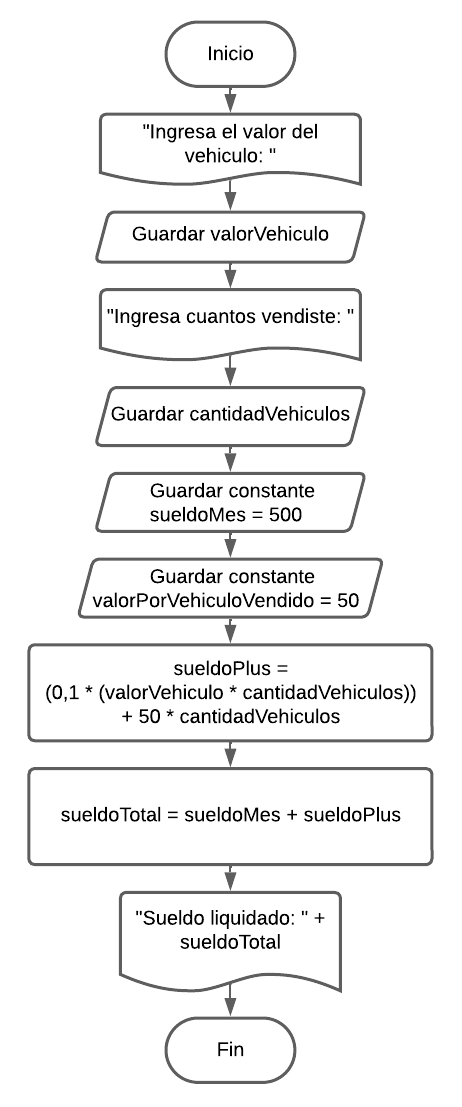 Inicio
"Ingresa el valor del
vehiculo: "
Guardar valorVehiculo
"Ingresa cuantos vendiste: "
Guardar cantidadVehiculos
Guardar constante
sueldoMes = 500
Guardar constante
valorPorVehiculoVendido = 50
sueldoPlus =
(0,1 * (valorVehiculo * cantidadVehiculos))
+ 50 * cantidadVehiculos
sueldoTotal = sueldoMes + sueldoPlus
"Sueldo liquidado: " +
sueldoTotal
Fin